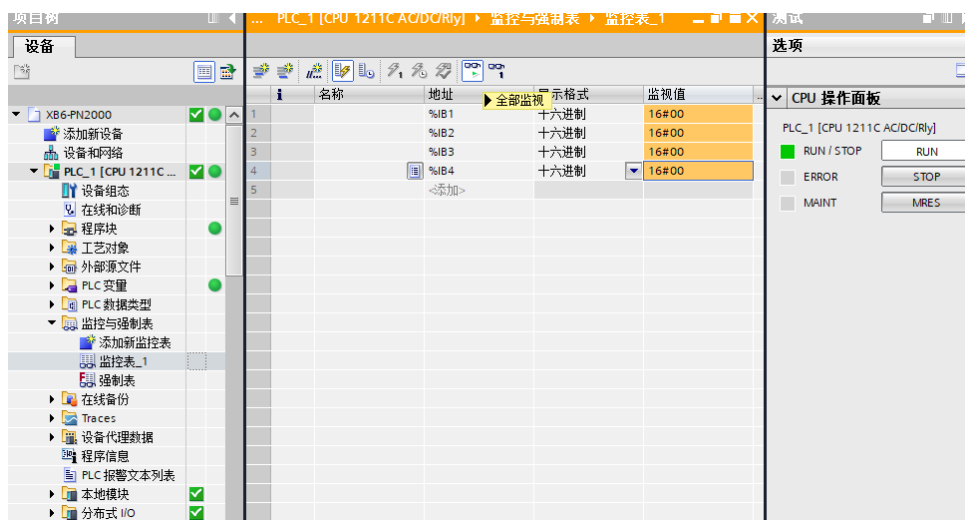 项目树
... PLC_1 [CPU 1211C AC/DC/Rly] ▸ 监控与强制表 ▸ 监控表_1
测试
设备
选项
i 名称 地址 显示格式 监视值 ...
全部监视
CPU 操作面板
PLC_1 [CPU 1211C AC/DC/Rly]
RUN / STOP RUN
ERROR STOP
MAINT MRES
1 %IB1 十六进制 16#00
2 %IB2 十六进制 16#00
3 %IB3 十六进制 16#00
4 %IB4 十六进制 16#00
5 <添加>
XB6-PN2000
添加新设备
设备和网络
PLC_1 [CPU 1211C ...
设备组态
在线和诊断
程序块
工艺对象
外部源文件
PLC 变量
PLC 数据类型
监控与强制表
添加新监控表
监控表_1
强制表
在线备份
Traces
设备代理数据
程序信息
PLC 报警文本列表
本地模块
分布式 I/O